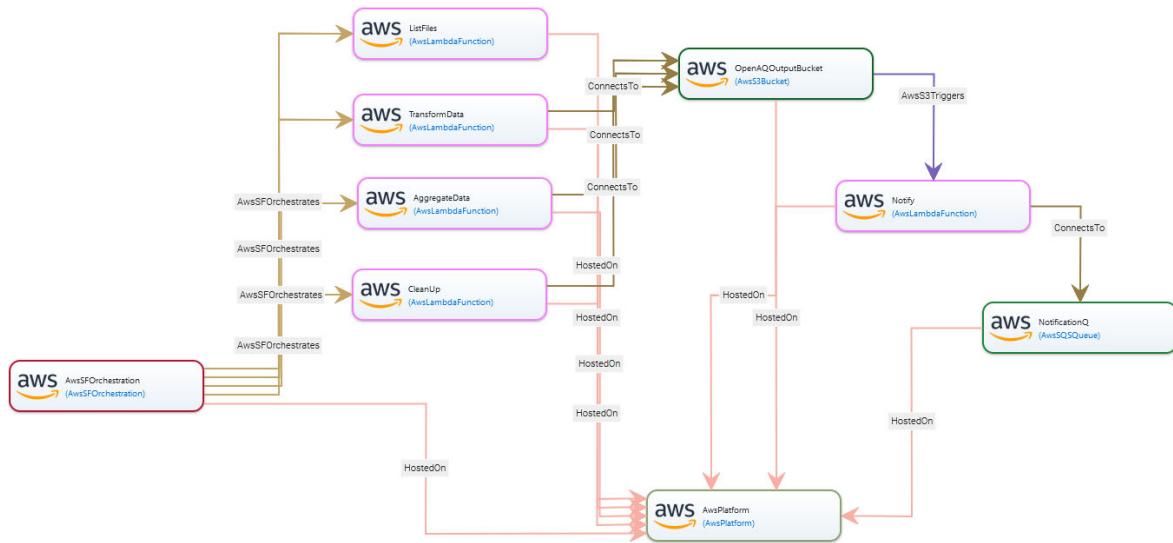 aws
ListFiles
(AwsLambdaFunction)
aws
OpenAQOutputBucket
(AwsS3Bucket)
ConnectsTo
AwsS3Triggers
aws
TransformData
(AwsLambdaFunction)
ConnectsTo
aws
AggregateData
(AwsLambdaFunction)
ConnectsTo
AwsSFOrchestrates
aws
Notify
(AwsLambdaFunction)
ConnectsTo
AwsSFOrchestrates
HostedOn
aws
CleanUp
(AwsLambdaFunction)
AwsSFOrchestrates
HostedOn
HostedOn
HostedOn
aws
NotificationQ
(AwsSQSQueue)
AwsSFOrchestrates
HostedOn
aws
AwsSFOrchestration
(AwsSFOrchestration)
HostedOn
HostedOn
HostedOn
aws
AwsPlatform
(AwsPlatform)